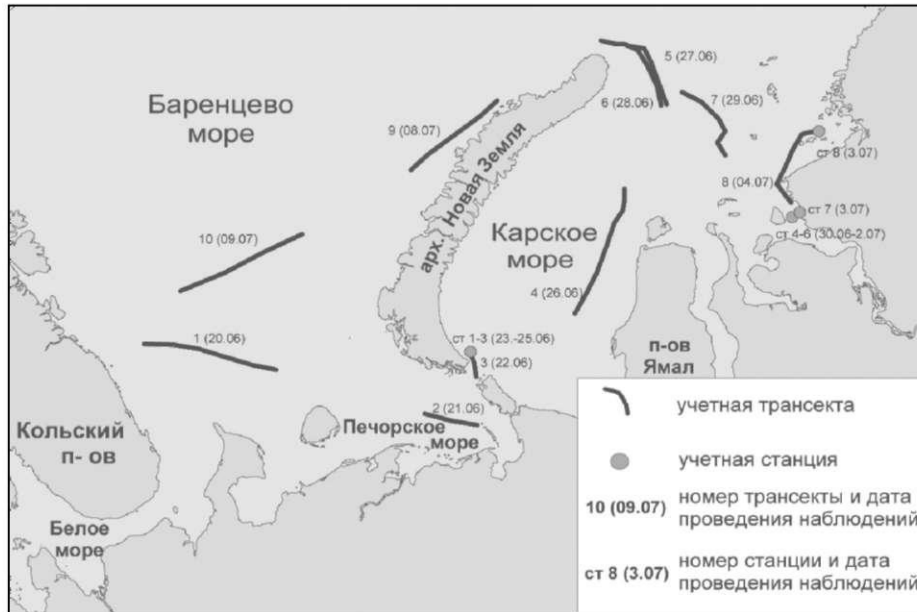 5 (27.06)
Баренцево
море
6 (28.06)
7 (29.06)
9 (08.07)
арх. Новая Земля
ст 8 (3.07)
8 (04.07)
ст 7 (3.07)
ст 4-6 (30.06-2.07)
10 (09.07)
Карское
море
4 (26.06)
1 (20.06)
ст 1-3 (23.-25.06)
3 (22.06)
п-ов
Ямал
2 (21.06)
Печорское
море
Кольский
п- ов
Белое
море
учетная трансекта
учетная станция
10 (09.07) номер трансекты и дата
проведения наблюдений
ст 8 (3.07) номер станции и дата
проведения наблюдений